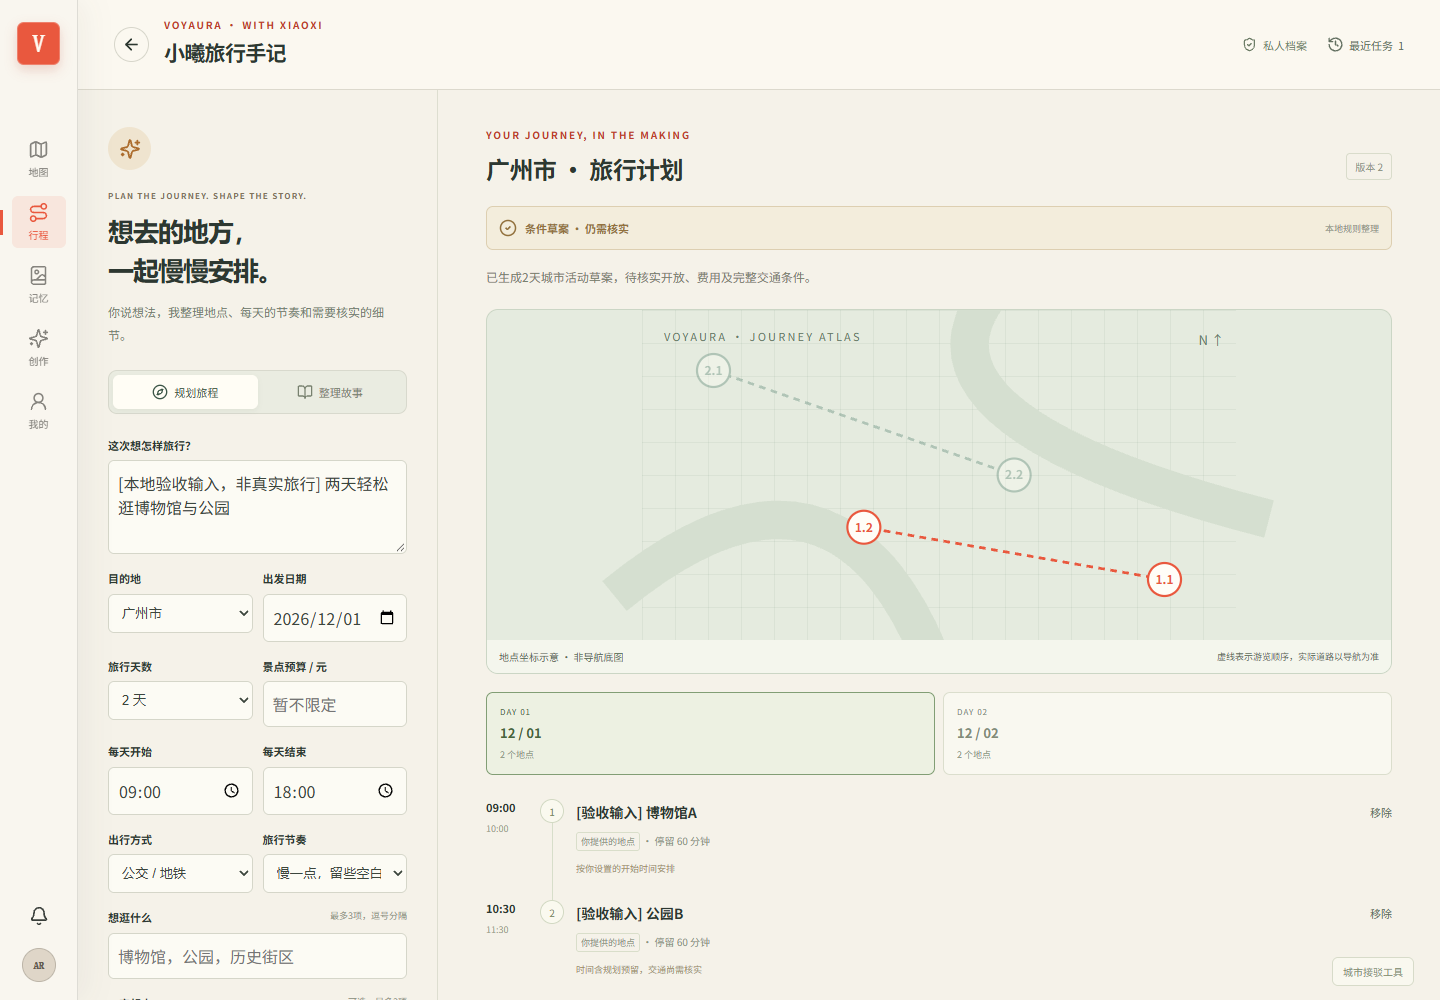 V
VOYAURA · WITH XIAOXI
小曦旅行手记
私人档案
最近任务 1
地图
行程
记忆
创作
我的
AR
PLAN THE JOURNEY. SHAPE THE STORY.
想去的地方，
一起慢慢安排。
你说想法，我整理地点、每天的节奏和需要核实的细
节。
规划旅程
整理故事
这次想怎样旅行？
[本地验收输入，非真实旅行] 两天轻松
逛博物馆与公园
目的地
出发日期
广州市
2026/12/01
旅行天数
景点预算 / 元
2 天
暂不限定
每天开始
每天结束
09:00
18:00
出行方式
旅行节奏
公交 / 地铁
慢一点，留些空白
想逛什么
最多3项，逗号分隔
博物馆，公园，历史街区
YOUR JOURNEY, IN THE MAKING
广州市 · 旅行计划
版本 2
条件草案 · 仍需核实
本地规则整理
已生成2天城市活动草案，待核实开放、费用及完整交通条件。
VOYAURA · JOURNEY ATLAS
N ↑
2.1
2.2
1.2
1.1
地点坐标示意 · 非导航底图
虚线表示游览顺序，实际道路以导航为准
DAY 01
12 / 01
2 个地点
DAY 02
12 / 02
2 个地点
09:00
10:00
1
[验收输入] 博物馆A
移除
你提供的地点 · 停留 60 分钟
按你设置的开始时间安排
10:30
11:30
2
[验收输入] 公园B
移除
你提供的地点 · 停留 60 分钟
时间含规划预留，交通尚需核实
城市接驳工具